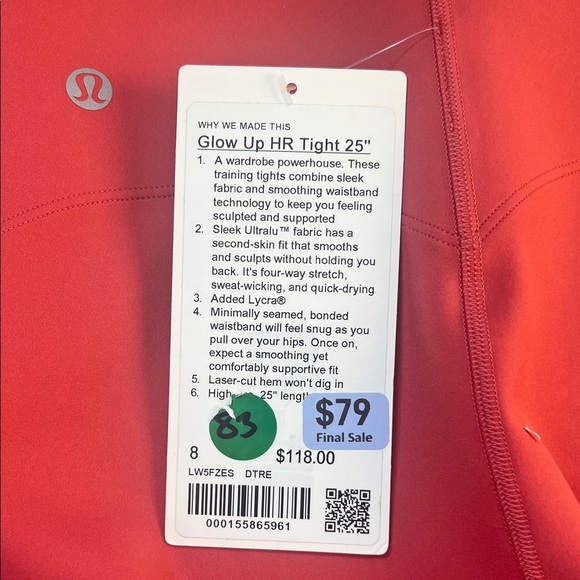 WHY WE MADE THIS
Glow Up HR Tight 25"
1. A wardrobe powerhouse. These
training tights combine sleek
fabric and smoothing waistband
technology to keep you feeling
sculpted and supported
2. Sleek Ultralu™ fabric has a
second-skin fit that smooths
and sculpts without holding you
back. It's four-way stretch,
sweat-wicking, and quick-drying
3. Added Lycra®
4. Minimally seamed, bonded
waistband will feel snug as you
pull over your hips. Once on,
expect a smoothing yet
comfortably supportive fit
5. Laser-cut hem won't dig in
6. 25"
83
$79
Final Sale
8 $118.00
LW5FZES DTRE
000155865961